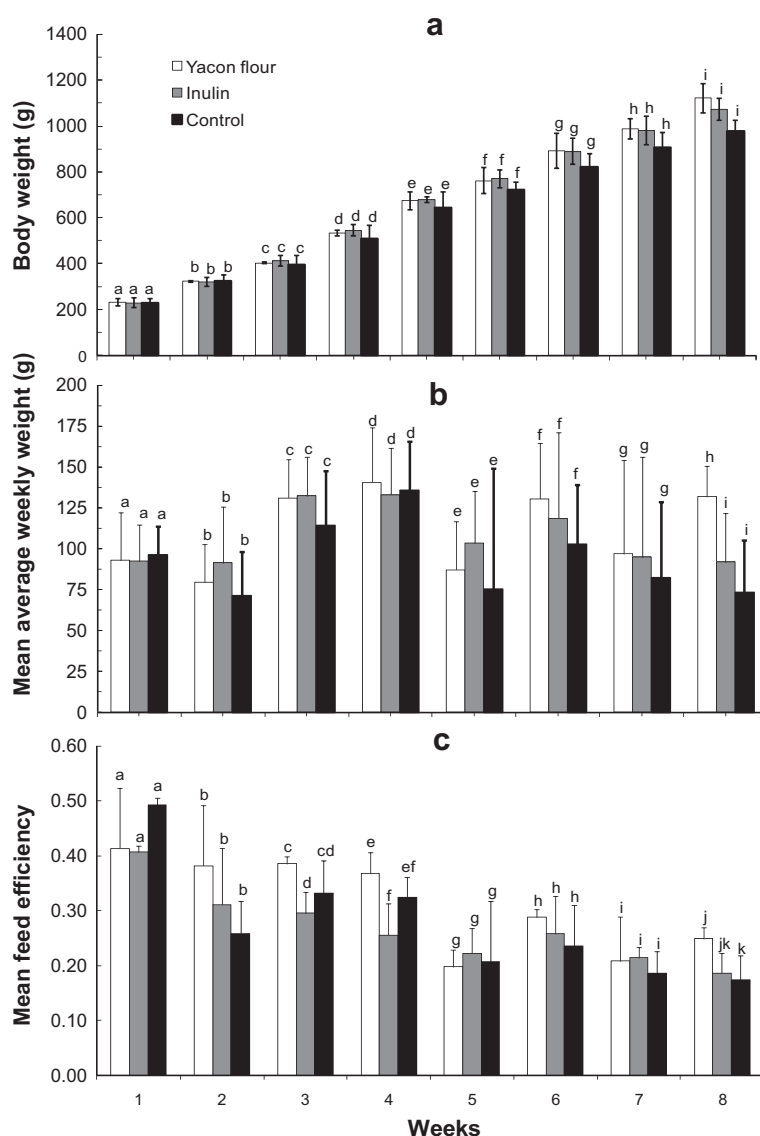 a
Body weight (g)
1400
1200
1000
800
600
400
200
0
Yacon flour
Inulin
Control
a a a
b b b
c c c
d d d
e e e
f f f
g g g
h h h
i i i
b
Mean average weekly weight (g)
200
175
150
125
100
75
50
25
0
a a a
b b b
c c c
d d d
e e e
f f f
g g g
h i i
c
Mean feed efficiency
0.60
0.50
0.40
0.30
0.20
0.10
0.00
a a a
b b b
c d cd
e f ef
g g g
h h h
i i i
j jk k
1 2 3 4 5 6 7 8
Weeks